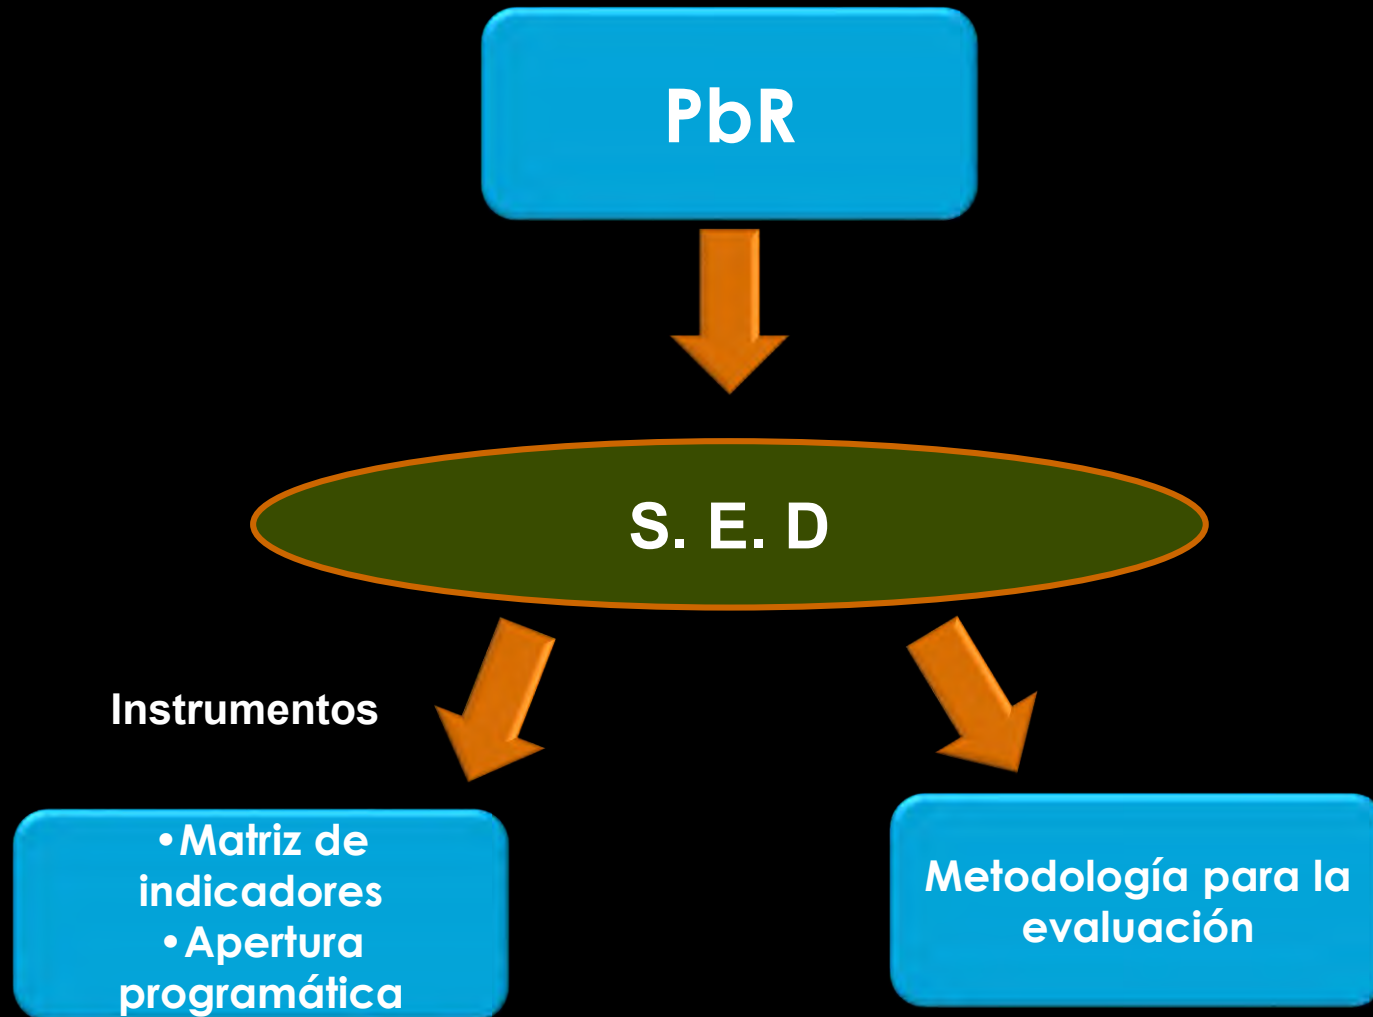 PbR
S. E. D
Instrumentos
•Matriz de
indicadores
•Apertura
programática
Metodología para la
evaluación